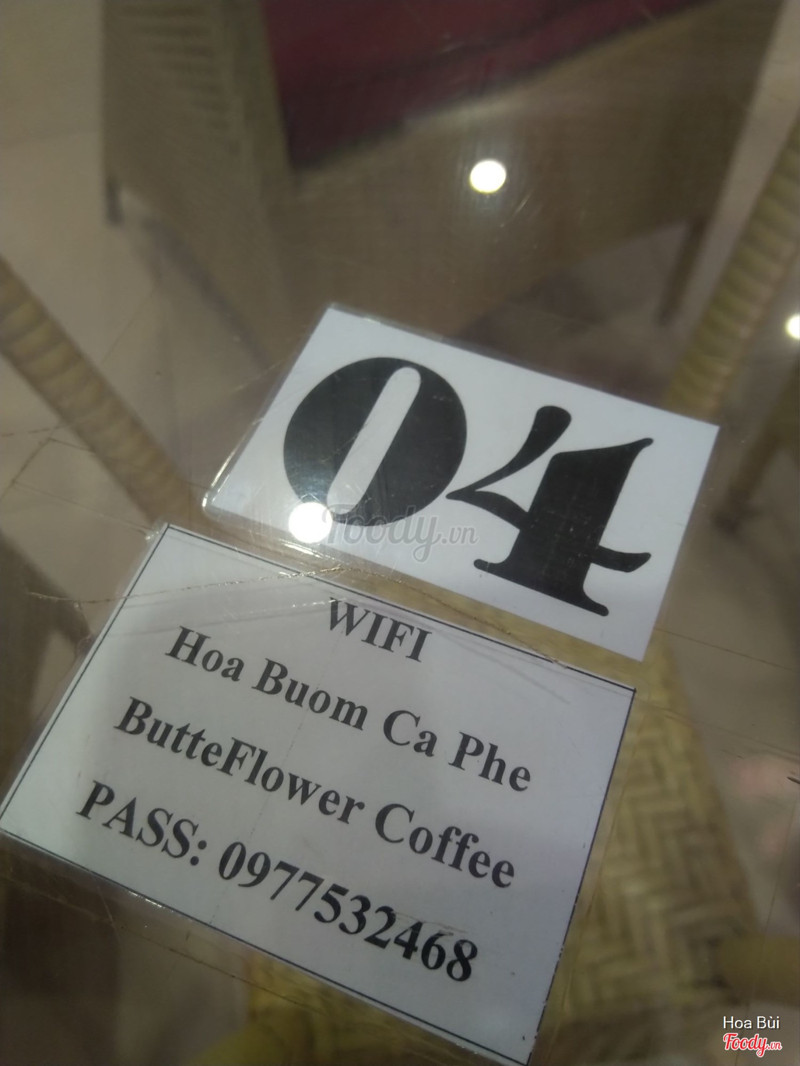 04
Foody.vn
WIFI
Hoa Buom Ca Phe
ButteFlower Coffee
PASS: 0977532468
Hoa Bùi
Foody.vn